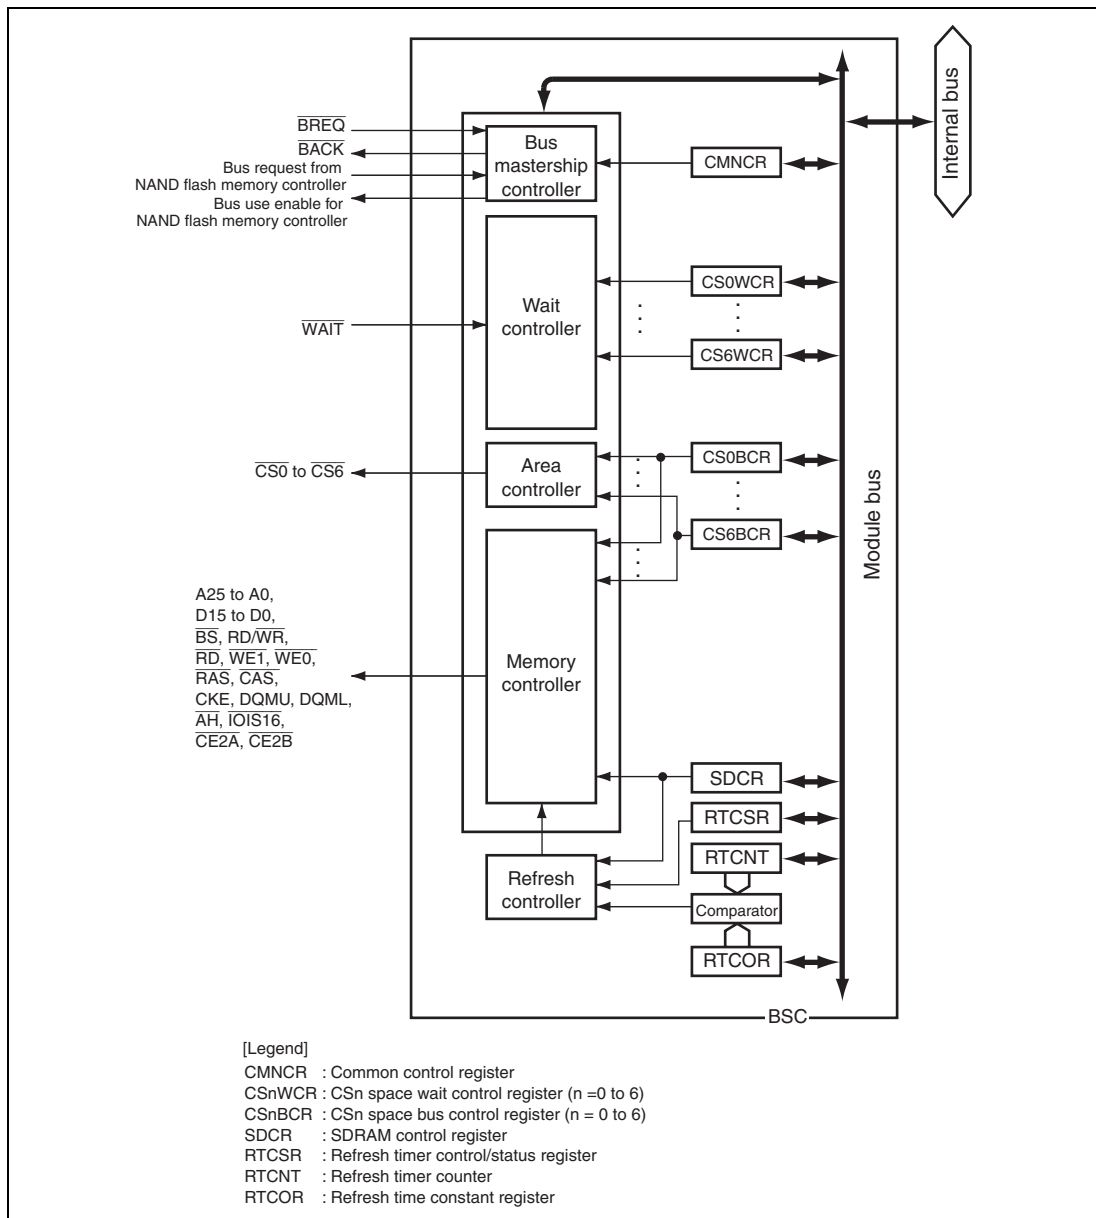 BREQ
BACK
Bus request from
NAND flash memory controller
Bus use enable for
NAND flash memory controller
Bus
mastership
controller
CMNCR
Internal bus
WAIT
Wait
controller
CS0WCR
CS6WCR
CS0 to CS6
Area
controller
CS0BCR
CS6BCR
Module bus
A25 to A0,
D15 to D0,
BS, RD/WR,
RD, WE1, WE0,
RAS, CAS,
CKE, DQMU, DQML,
AH, IOIS16,
CE2A, CE2B
Memory
controller
SDCR
RTCSR
RTCNT
Refresh
controller
Comparator
RTCOR
BSC
[Legend]
CMNCR : Common control register
CSnWCR : CSn space wait control register (n =0 to 6)
CSnBCR : CSn space bus control register (n = 0 to 6)
SDCR : SDRAM control register
RTCSR : Refresh timer control/status register
RTCNT : Refresh timer counter
RTCOR : Refresh time constant register